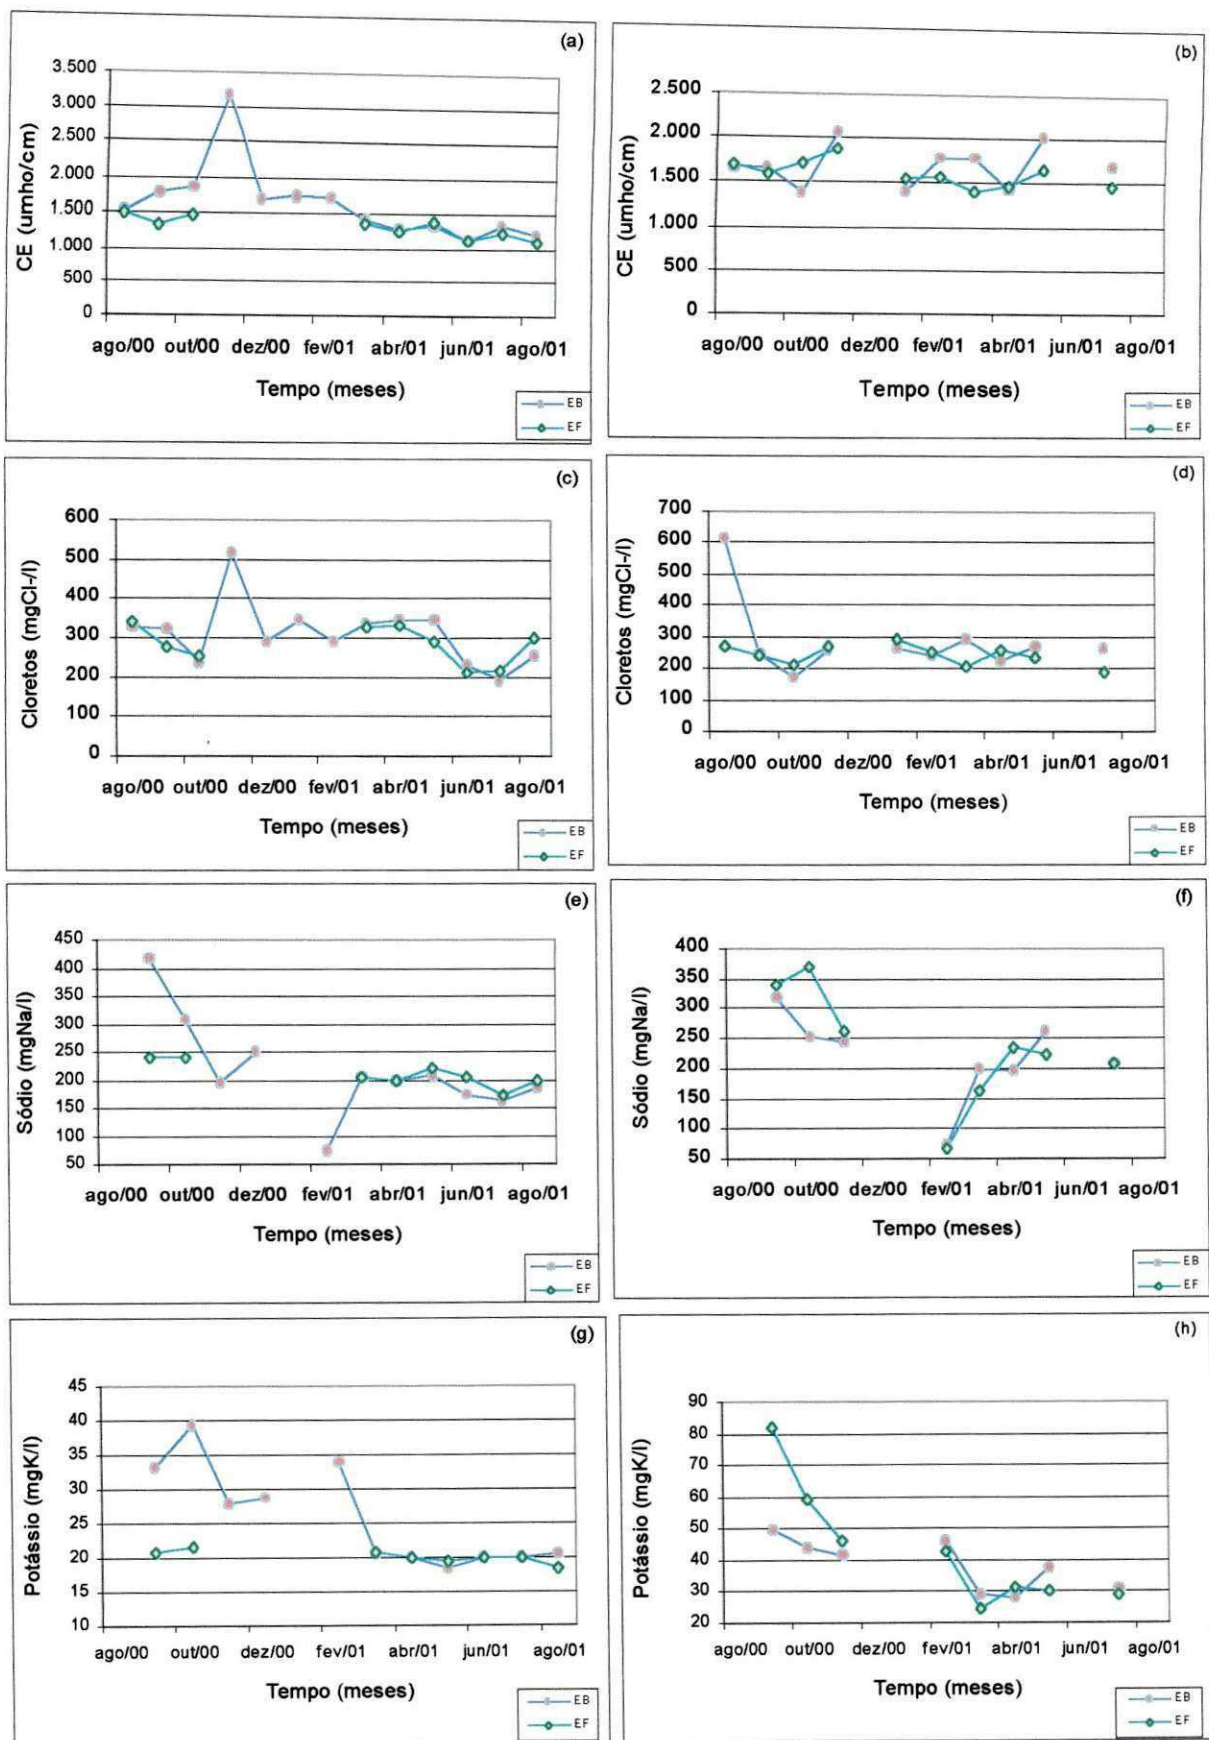 (a)
CE (umho/cm)
3.500
3.000
2.500
2.000
1.500
1.000
500
0
ago/00 out/00 dez/00 fev/01 abr/01 jun/01 ago/01
Tempo (meses)
EB
EF
(b)
CE (umho/cm)
2.500
2.000
1.500
1.000
500
0
ago/00 out/00 dez/00 fev/01 abr/01 jun/01 ago/01
Tempo (meses)
EB
EF
(c)
Cloretos (mgCl-/l)
600
500
400
300
200
100
0
ago/00 out/00 dez/00 fev/01 abr/01 jun/01 ago/01
Tempo (meses)
EB
EF
(d)
Cloretos (mgCl-/l)
700
600
500
400
300
200
100
0
ago/00 out/00 dez/00 fev/01 abr/01 jun/01 ago/01
Tempo (meses)
EB
EF
(e)
Sódio (mgNa/l)
450
400
350
300
250
200
150
100
50
ago/00 out/00 dez/00 fev/01 abr/01 jun/01 ago/01
Tempo (meses)
EB
EF
(f)
Sódio (mgNa/l)
400
350
300
250
200
150
100
50
ago/00 out/00 dez/00 fev/01 abr/01 jun/01 ago/01
Tempo (meses)
EB
EF
(g)
Potássio (mgK/l)
45
40
35
30
25
20
15
10
ago/00 out/00 dez/00 fev/01 abr/01 jun/01 ago/01
Tempo (meses)
EB
EF
(h)
Potássio (mgK/l)
90
80
70
60
50
40
30
20
ago/00 out/00 dez/00 fev/01 abr/01 jun/01 ago/01
Tempo (meses)
EB
EF